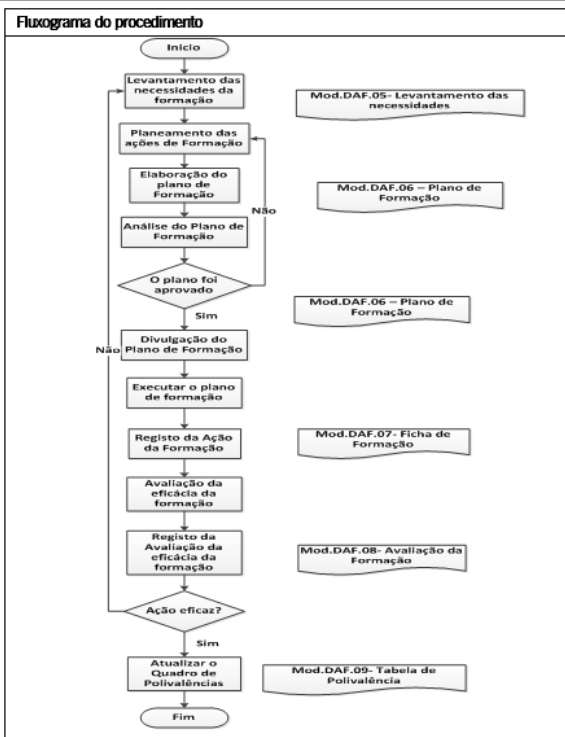 Fluxograma do procedimento
Inicio
Levantamento das
necessidades da
formação
Mod.DAF.05- Levantamento das
necessidades
Planeamento das
ações de Formação
Elaboração do
plano de
Formação
Mod.DAF.06 – Plano de
Formação
Não
Análise do Plano de
Formação
O plano foi
aprovado
Mod.DAF.06 – Plano de
Formação
Sim
Divulgação do
Plano de Formação
Não
Executar o plano
de formação
Registo da Ação
da Formação
Mod.DAF.07- Ficha de
Formação
Avaliação da
eficácia da
formação
Registo da
Avaliação da
eficácia da
formação
Mod.DAF.08- Avaliação da
Formação
Ação eficaz?
Sim
Atualizar o
Quadro de
Polivalências
Mod.DAF.09- Tabela de
Polivalência
Fim